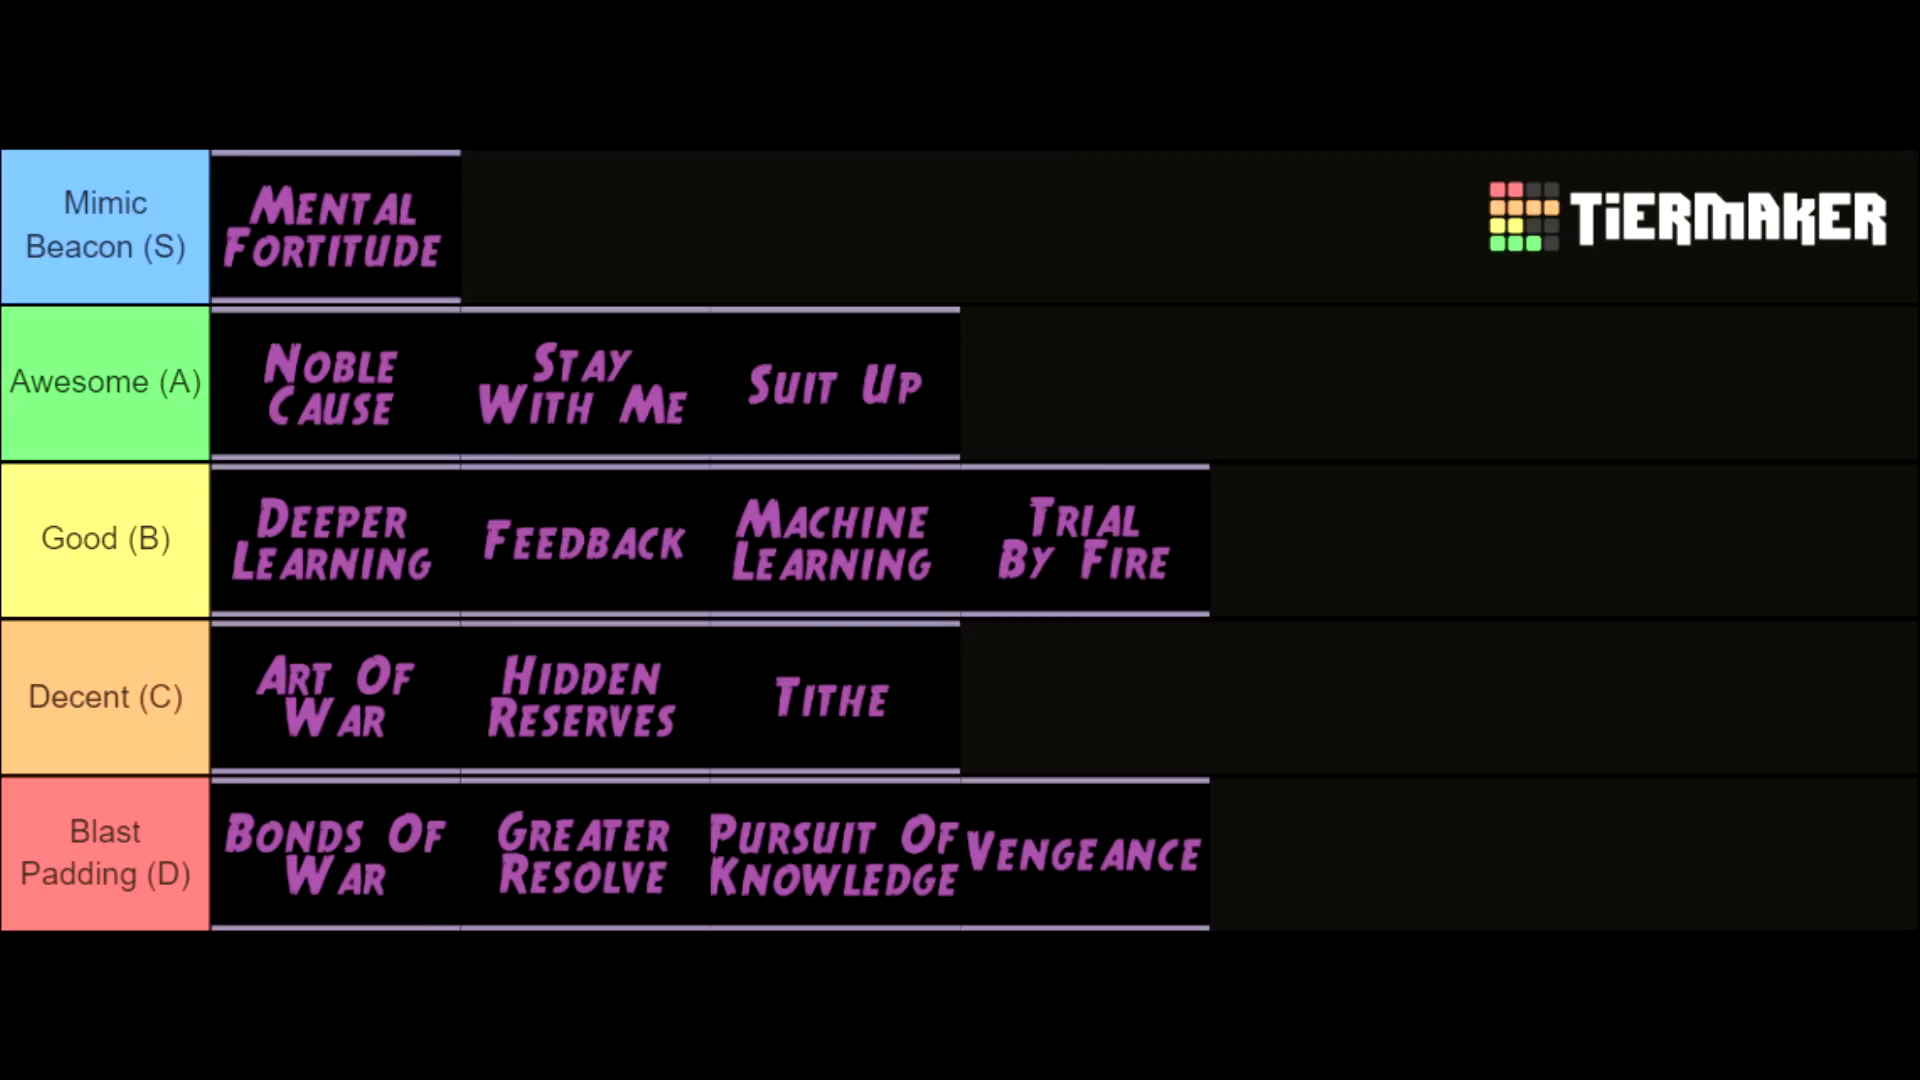 Mimic
Beacon (S)
MENTAL
FORTITUDE
TiERMAKER
Awesome (A)
NOBLE
CAUSE
STAY
WITH ME
SUIT UP
Good (B)
DEEPER
LEARNING
FEEDBACK
MACHINE
LEARNING
TRIAL
BY FIRE
Decent (C)
ART OF
WAR
HIDDEN
RESERVES
TITHE
Blast
Padding (D)
BONDS OF
WAR
GREATER
RESOLVE
PURSUIT OF
KNOWLEDGE
VENGEANCE